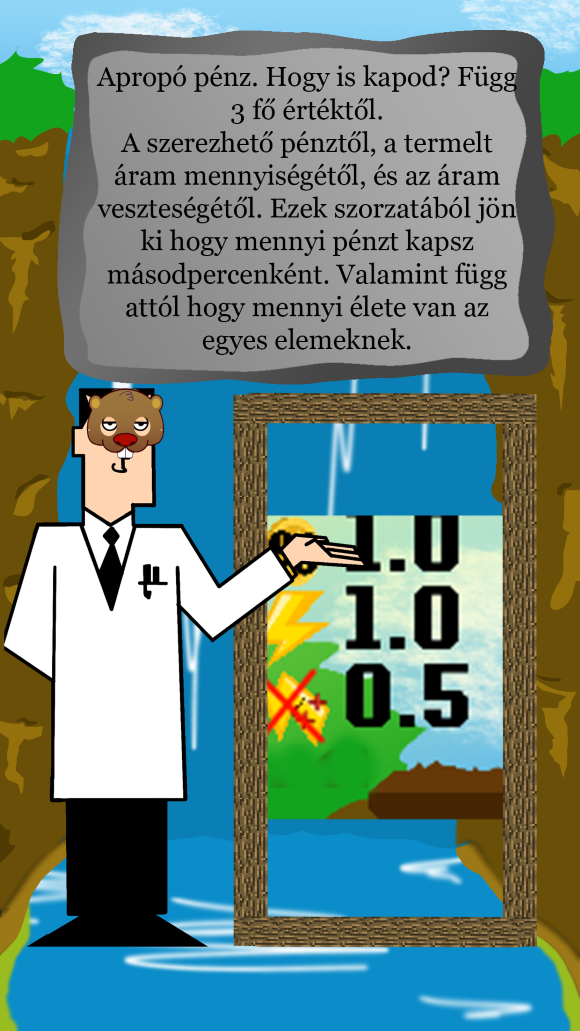 Apropó pénz. Hogy is kapod? Függ
3 fő értéktől.
A szerezhető pénztől, a termelt
áram mennyiségétől, és az áram
veszteségétől. Ezek szorzatából jön
ki hogy mennyi pénzt kapsz
másodpercenként. Valamint függ
attól hogy mennyi élete van az
egyes elemeknek.
1.0
1.0
0.5